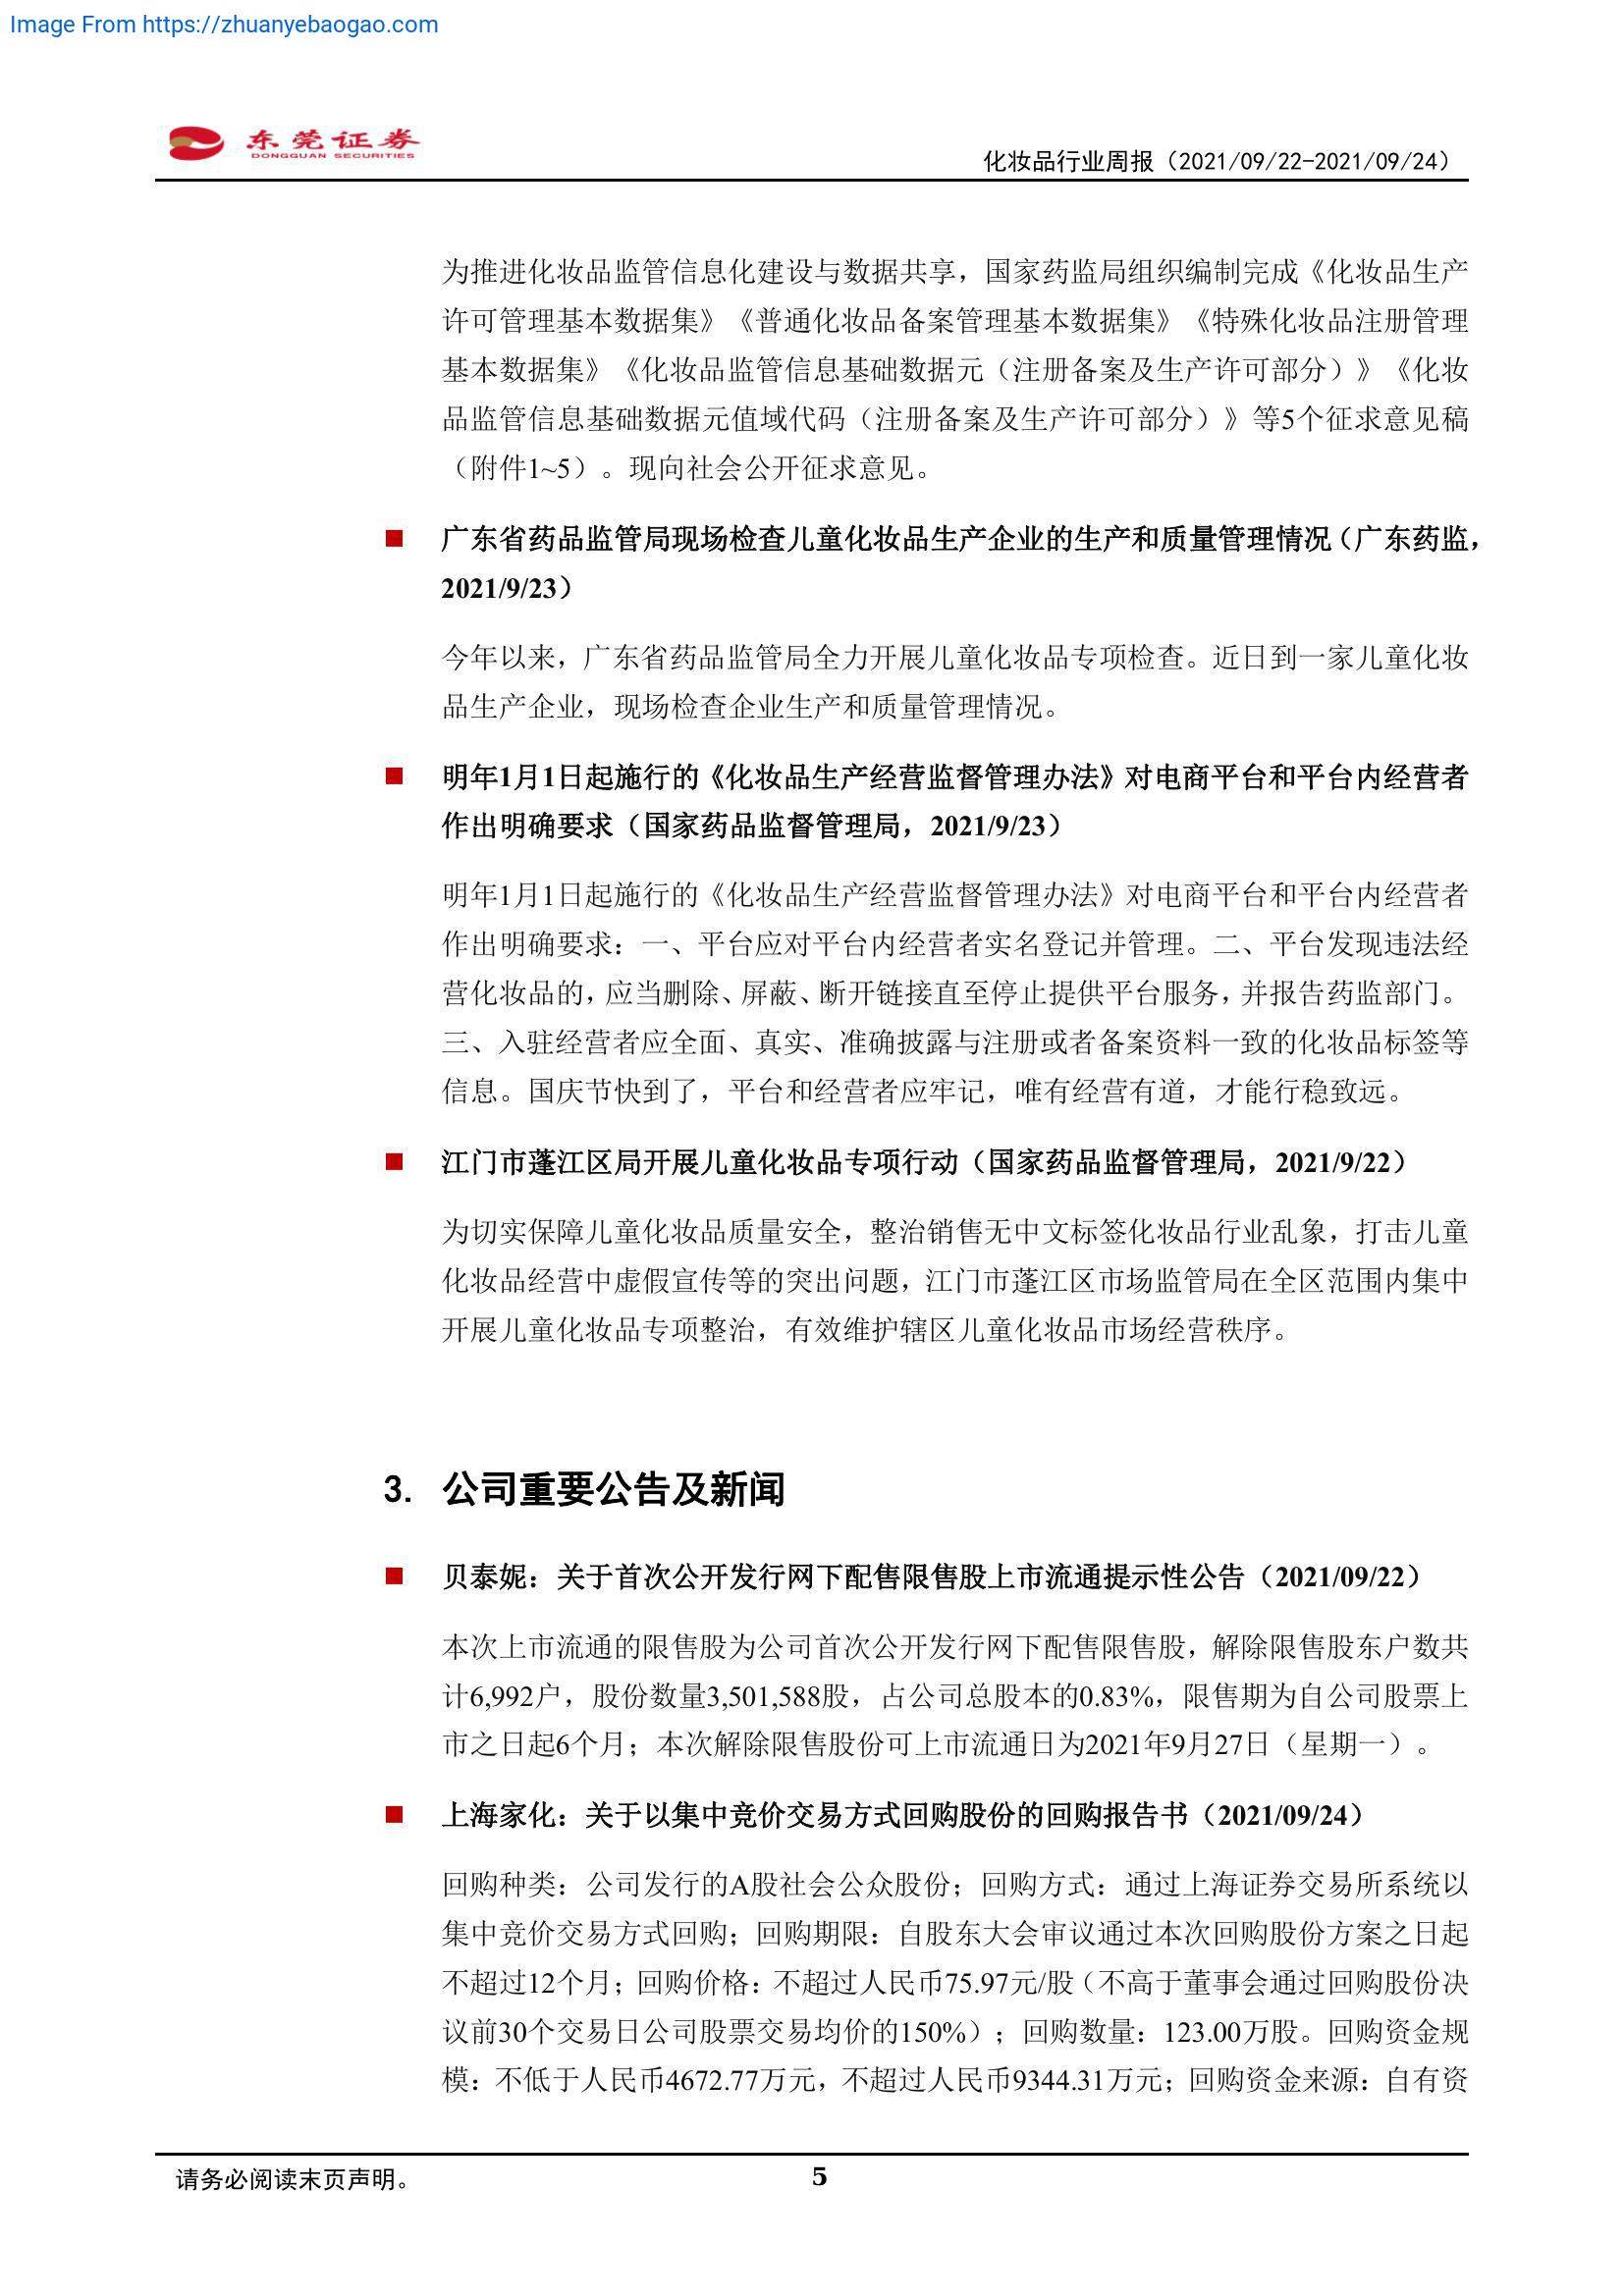 Image From https://zhuanyebaogao.com
东莞证券
DONGGUAN SECURITIES
化妆品行业周报（2021/09/22-2021/09/24）
为推进化妆品监管信息化建设与数据共享，国家药监局组织编制完成《化妆品生产
许可管理基本数据集》《普通化妆品备案管理基本数据集》《特殊化妆品注册管理
基本数据集》《化妆品监管信息基础数据元（注册备案及生产许可部分）》《化妆
品监管信息基础数据元值域代码（注册备案及生产许可部分）》等5个征求意见稿
（附件1~5）。现向社会公开征求意见。
■ 广东省药品监管局现场检查儿童化妆品生产企业的生产和质量管理情况（广东药监，
2021/9/23）
今年以来，广东省药品监管局全力开展儿童化妆品专项检查。近日到一家儿童化妆
品生产企业，现场检查企业生产和质量管理情况。
■ 明年1月1日起施行的《化妆品生产经营监督管理办法》对电商平台和平台内经营者
作出明确要求（国家药品监督管理局，2021/9/23）
明年1月1日起施行的《化妆品生产经营监督管理办法》对电商平台和平台内经营者
作出明确要求：一、平台应对平台内经营者实名登记并管理。二、平台发现违法经
营化妆品的，应当删除、屏蔽、断开链接直至停止提供平台服务，并报告药监部门。
三、入驻经营者应全面、真实、准确披露与注册或者备案资料一致的化妆品标签等
信息。国庆节快到了，平台和经营者应牢记，唯有经营有道，才能行稳致远。
■ 江门市蓬江区局开展儿童化妆品专项行动（国家药品监督管理局，2021/9/22）
为切实保障儿童化妆品质量安全，整治销售无中文标签化妆品行业乱象，打击儿童
化妆品经营中虚假宣传等的突出问题，江门市蓬江区市场监管局在全区范围内集中
开展儿童化妆品专项整治，有效维护辖区儿童化妆品市场经营秩序。
3. 公司重要公告及新闻
■ 贝泰妮：关于首次公开发行网下配售限售股上市流通提示性公告（2021/09/22）
本次上市流通的限售股为公司首次公开发行网下配售限售股，解除限售股东户数共
计6,992户，股份数量3,501,588股，占公司总股本的0.83%，限售期为自公司股票上
市之日起6个月；本次解除限售股份可上市流通日为2021年9月27日（星期一）。
■ 上海家化：关于以集中竞价交易方式回购股份的回购报告书（2021/09/24）
回购种类：公司发行的A股社会公众股份；回购方式：通过上海证券交易所系统以
集中竞价交易方式回购；回购期限：自股东大会审议通过本次回购股份方案之日起
不超过12个月；回购价格：不超过人民币75.97元/股（不高于董事会通过回购股份决
议前30个交易日公司股票交易均价的150%）；回购数量：123.00万股。回购资金规
模：不低于人民币4672.77万元，不超过人民币9344.31万元；回购资金来源：自有资
请务必阅读末页声明。
5